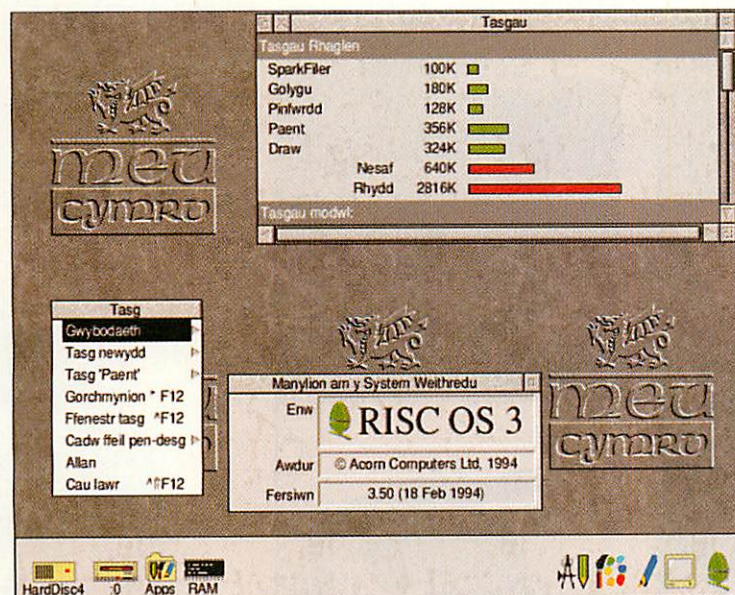 Tasgau
Tasgau Rhaglen
SparkFiler 100K
Golygu 180K
Pinfwrdd 128K
Paent 356K
Draw 324K
Nesaf 640K
Rhydd 2816K
Tasgau modwl:
MEU
CYMRU
Tasg
Gwybodaeth
Tasg newydd
Tasg 'Paent'
Gorchmynion * F12
Ffenestr tasg ^F12
Cadw ffeil pen-desg
Allan
Cau lawr ^⇧F12
Manylion am y System Weithredu
Enw RISC OS 3
Awdur © Acorn Computers Ltd, 1994
Fersiwn 3.50 (18 Feb 1994)
MEU
CYMRU
HardDisc4 :0 Apps RAM